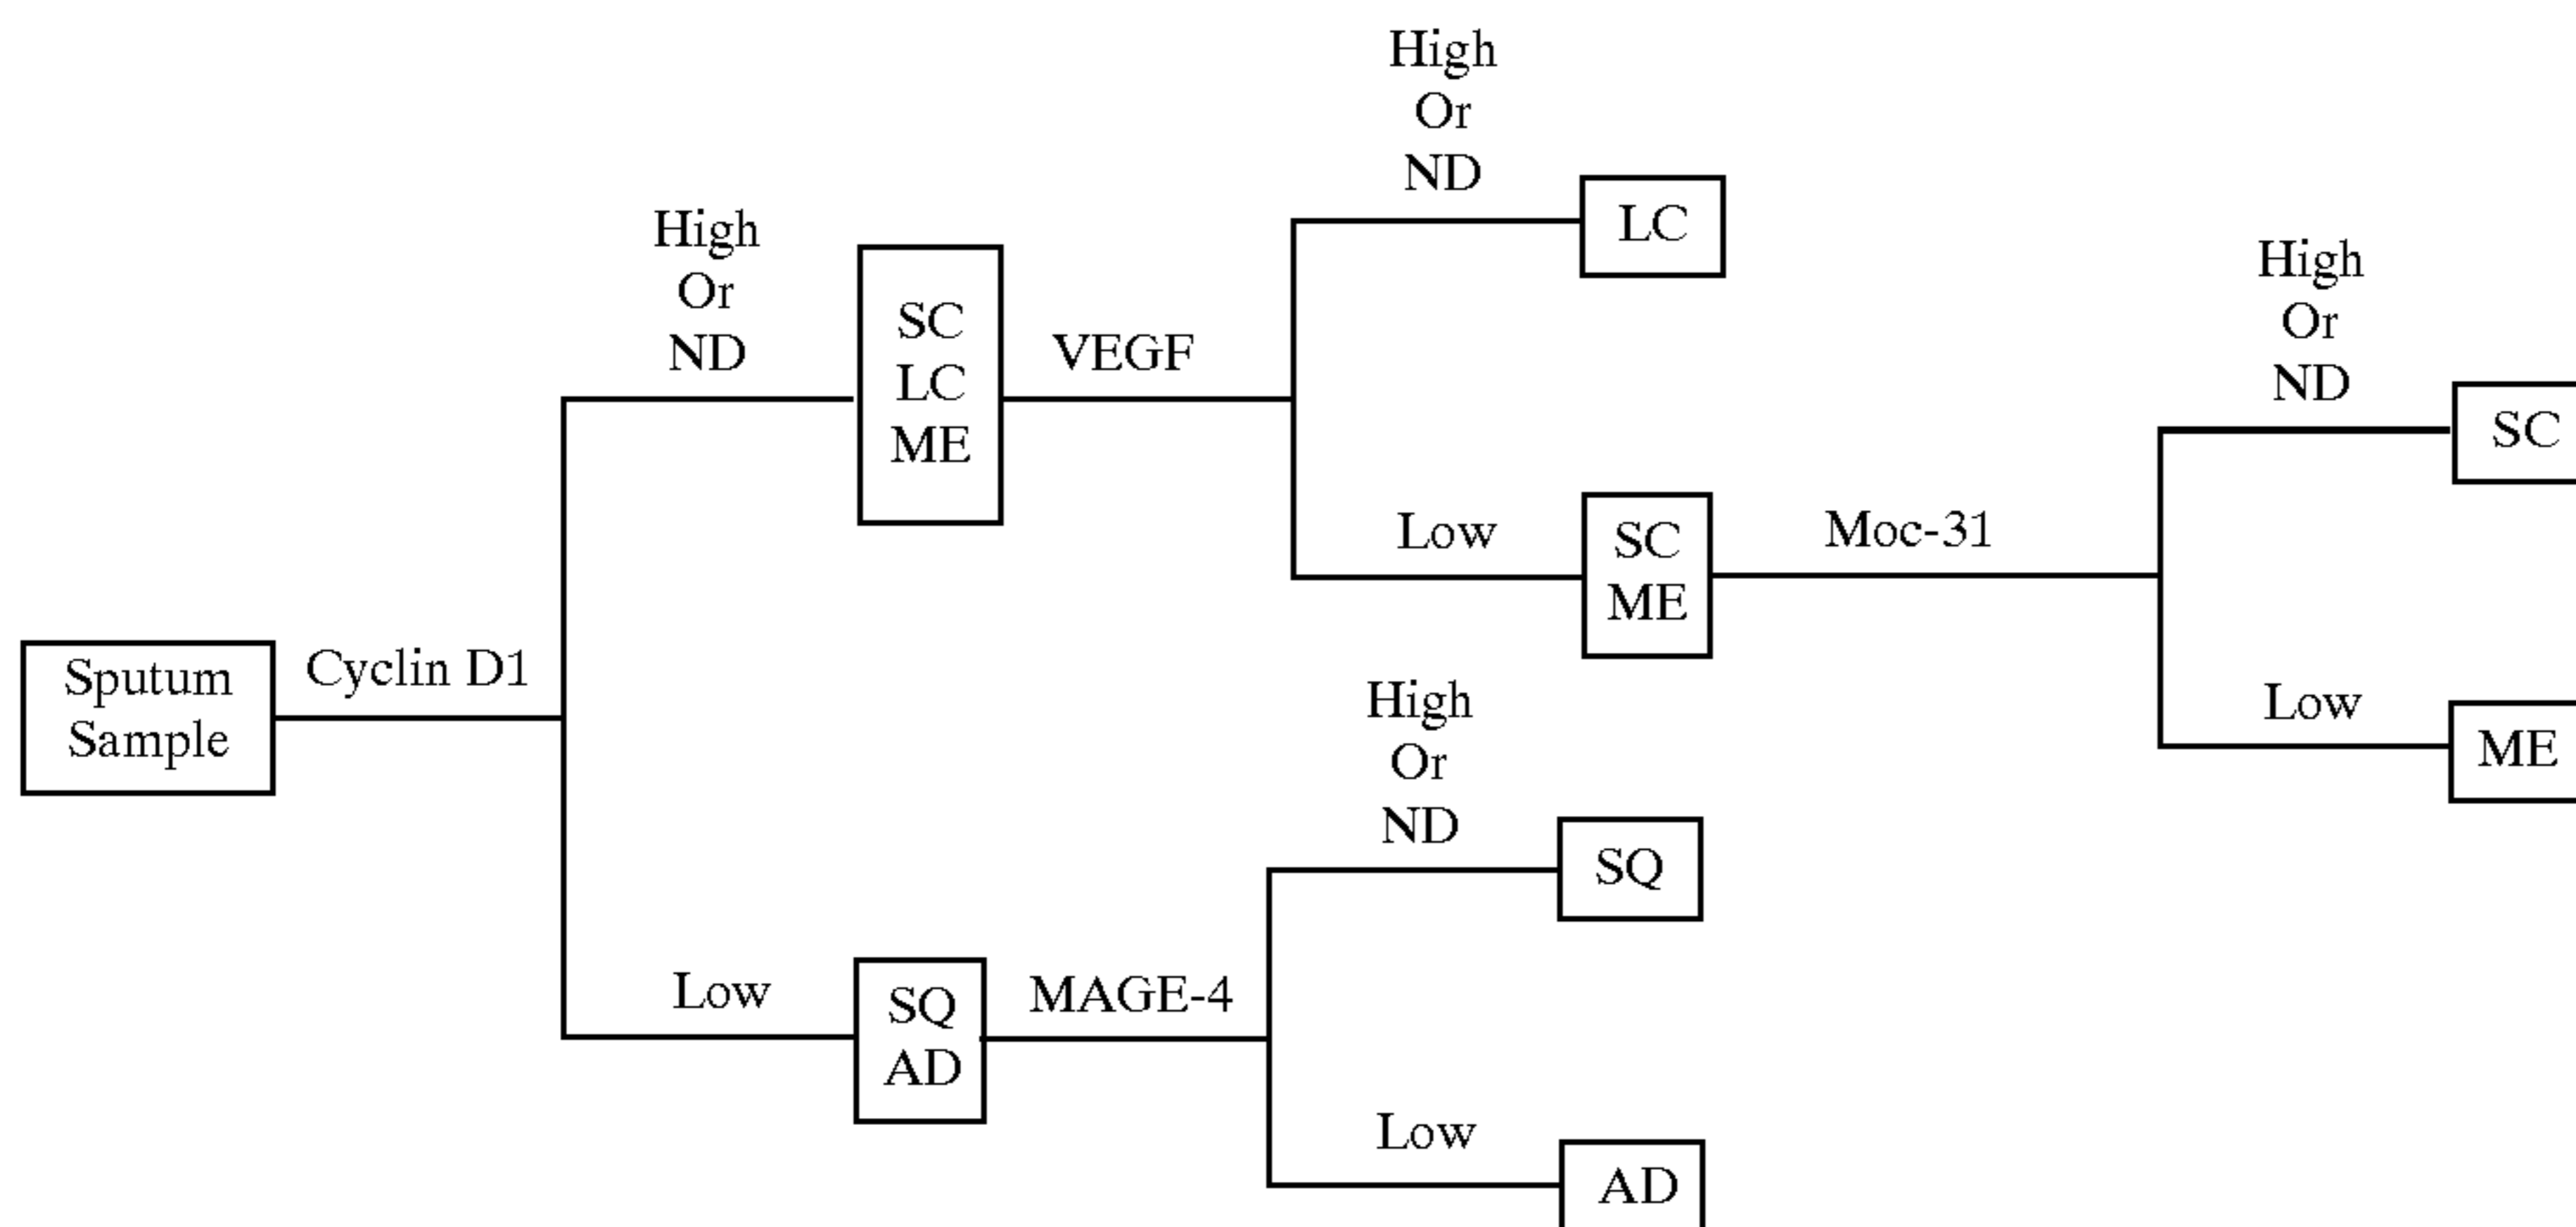 High
Or
ND
LC
High
Or
ND
SC
LC
ME
VEGF
High
Or
ND
SC
Low
SC
ME
Moc-31
Low
ME
Sputum
Sample
Cyclin D1
High
Or
ND
SQ
Low
SQ
AD
MAGE-4
Low
AD